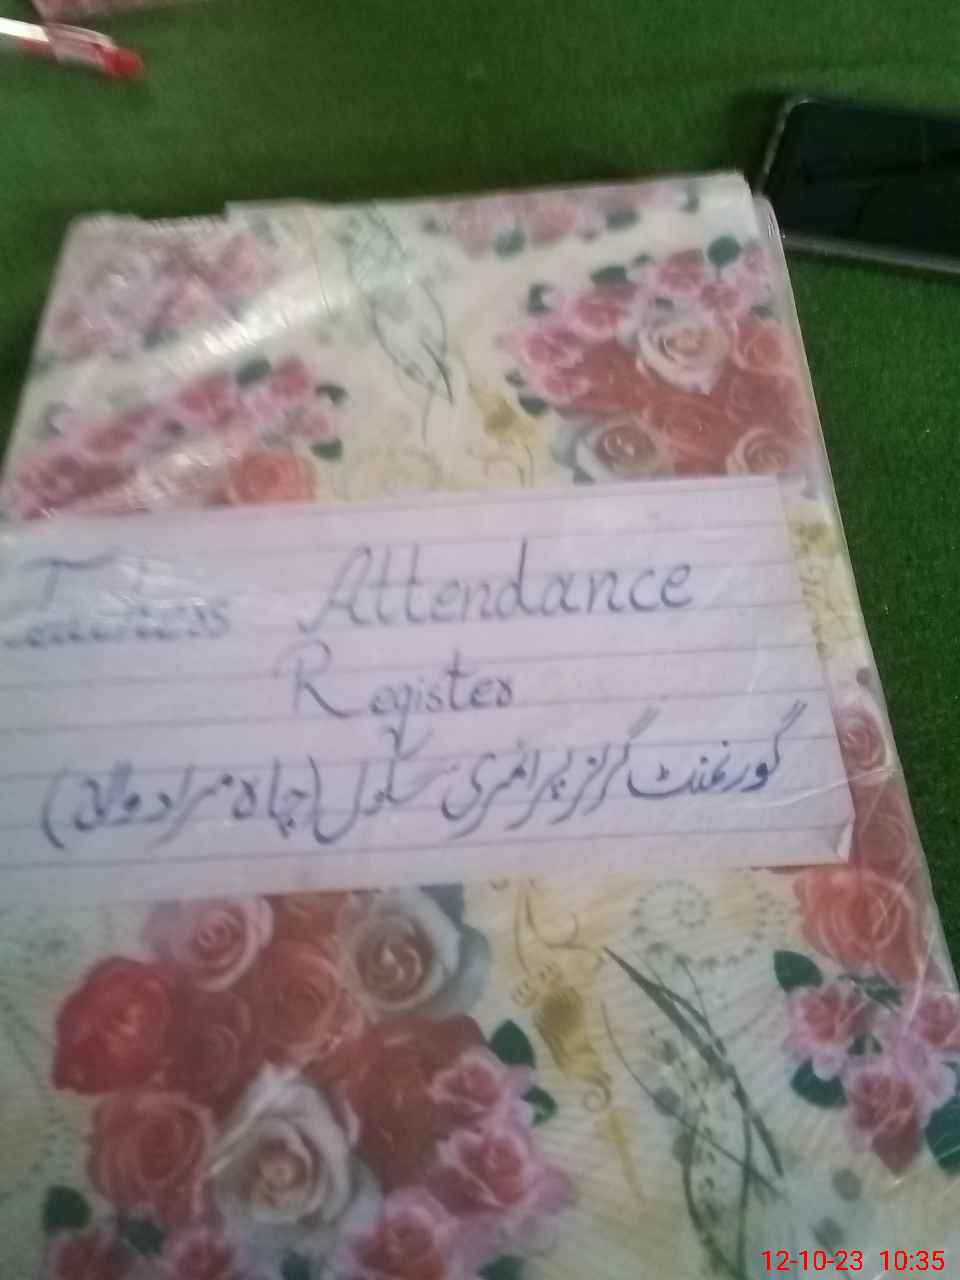 Teachers Attendance
Register
گورنمنٹ گرلز پرائمری سکول (چاہ مراد والا)
12-10-23 10:35